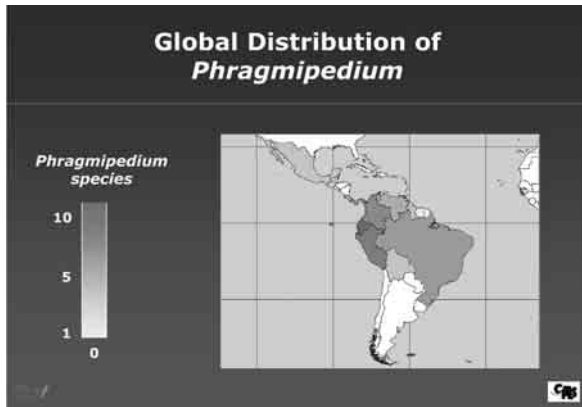 Global Distribution of
Phragmipedium
Phragmipedium
species
10
5
1
0